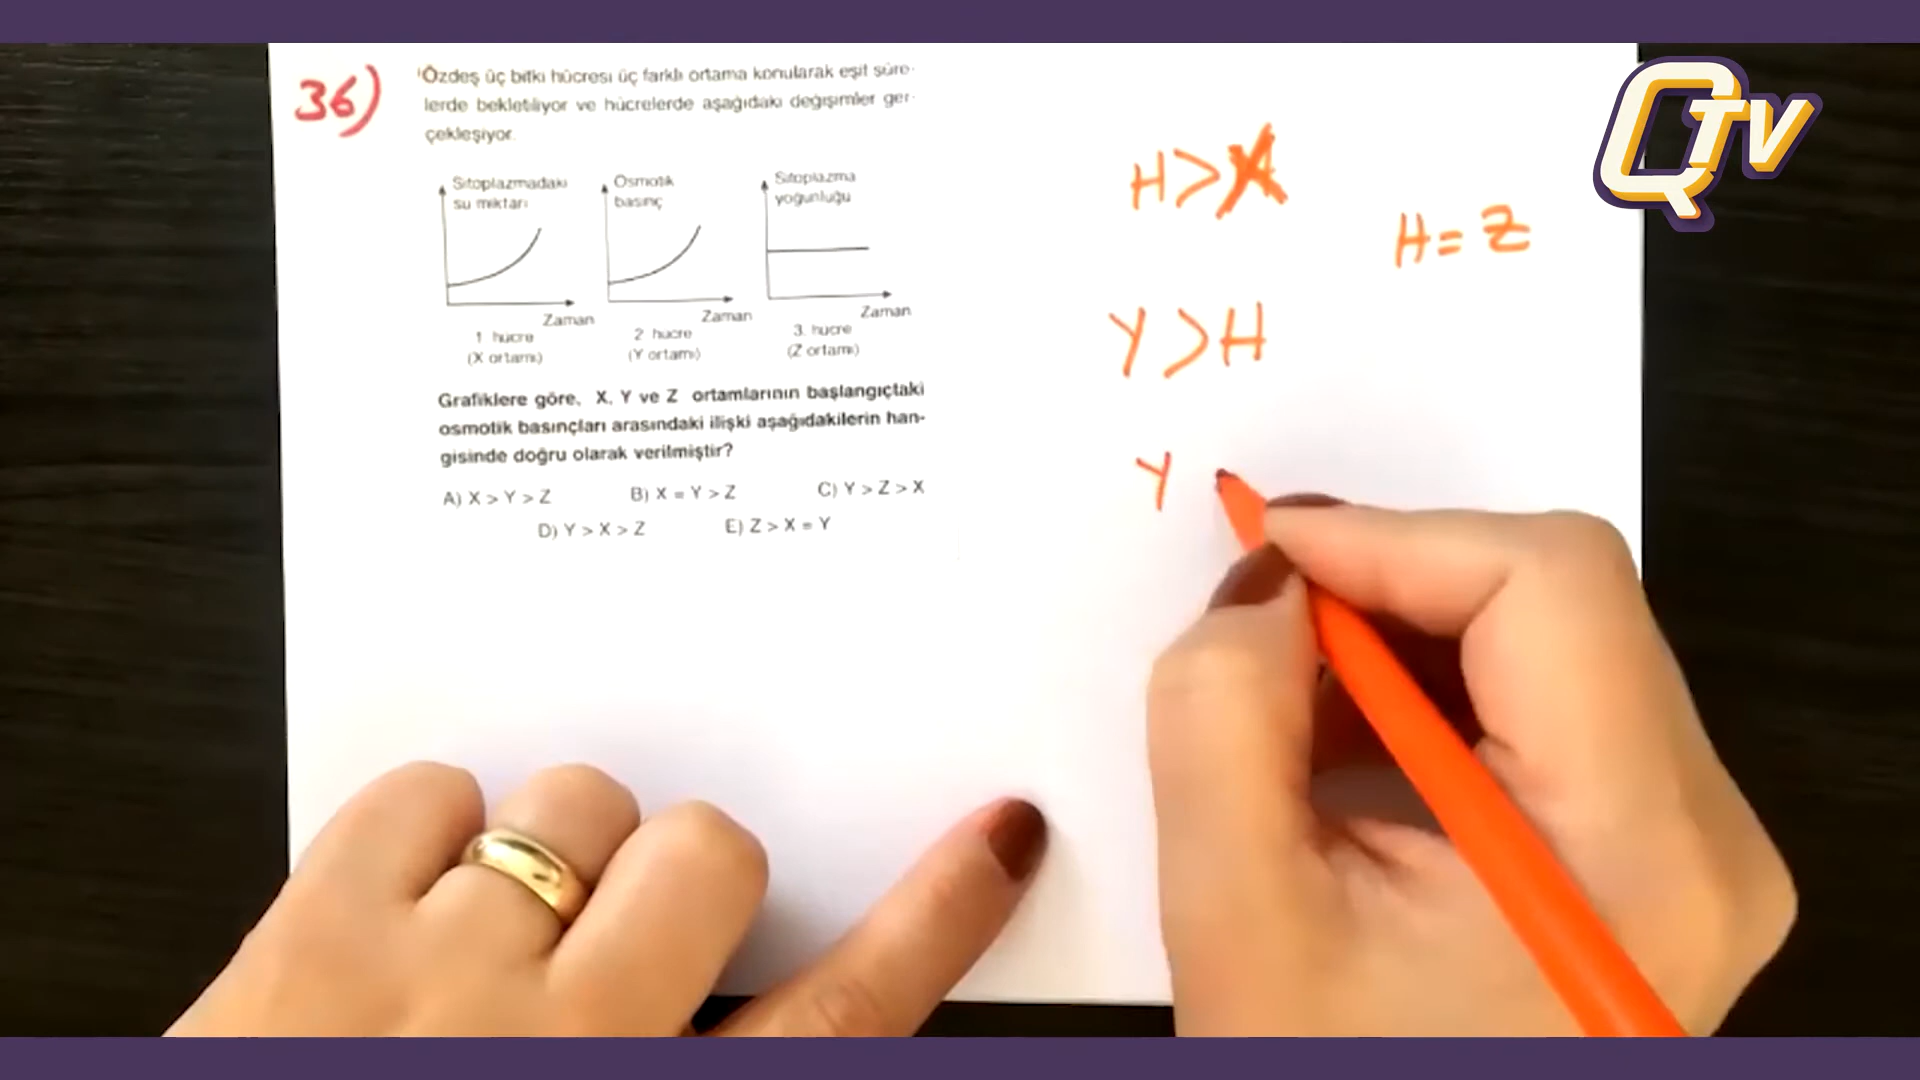 36)
Özdeş üç bitki hücresi üç farklı ortama konularak eşit süre-
lerde bekletiliyor ve hücrelerde aşağıdaki değişimler ger-
çekleşiyor.
Sitoplazmadaki
su miktarı
Zaman
1. hücre
(X ortamı)
Osmotik
basınç
Zaman
2. hücre
(Y ortamı)
Sitoplazma
yoğunluğu
Zaman
3. hücre
(Z ortamı)
Grafiklere göre, X, Y ve Z ortamlarının başlangıçtaki
osmotik basınçları arasındaki ilişki aşağıdakilerin han-
gisinde doğru olarak verilmiştir?
A) X > Y > Z
B) X = Y > Z
C) Y > Z > X
D) Y > X > Z
E) Z > X = Y
H > X
H = Z
Y > H
Y
QTV